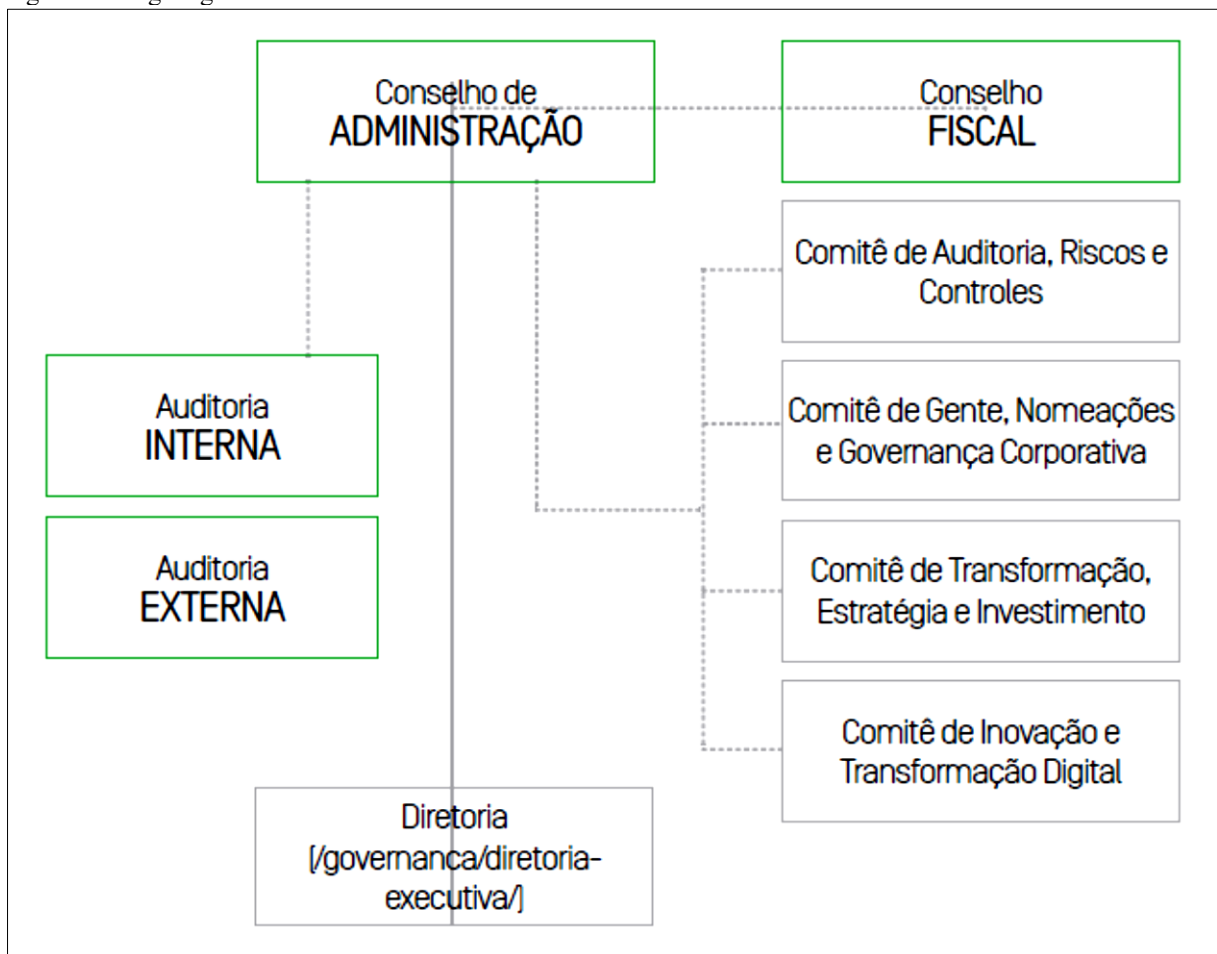 Conselho de
ADMINISTRAÇÃO
Conselho
FISCAL
Comitê de Auditoria, Riscos e
Controles
Auditoria
INTERNA
Comitê de Gente, Nomeações
e Governança Corporativa
Auditoria
EXTERNA
Comitê de Transformação,
Estratégia e Investimento
Comitê de Inovação e
Transformação Digital
Diretoria
(/governanca/diretoria-
executiva/)